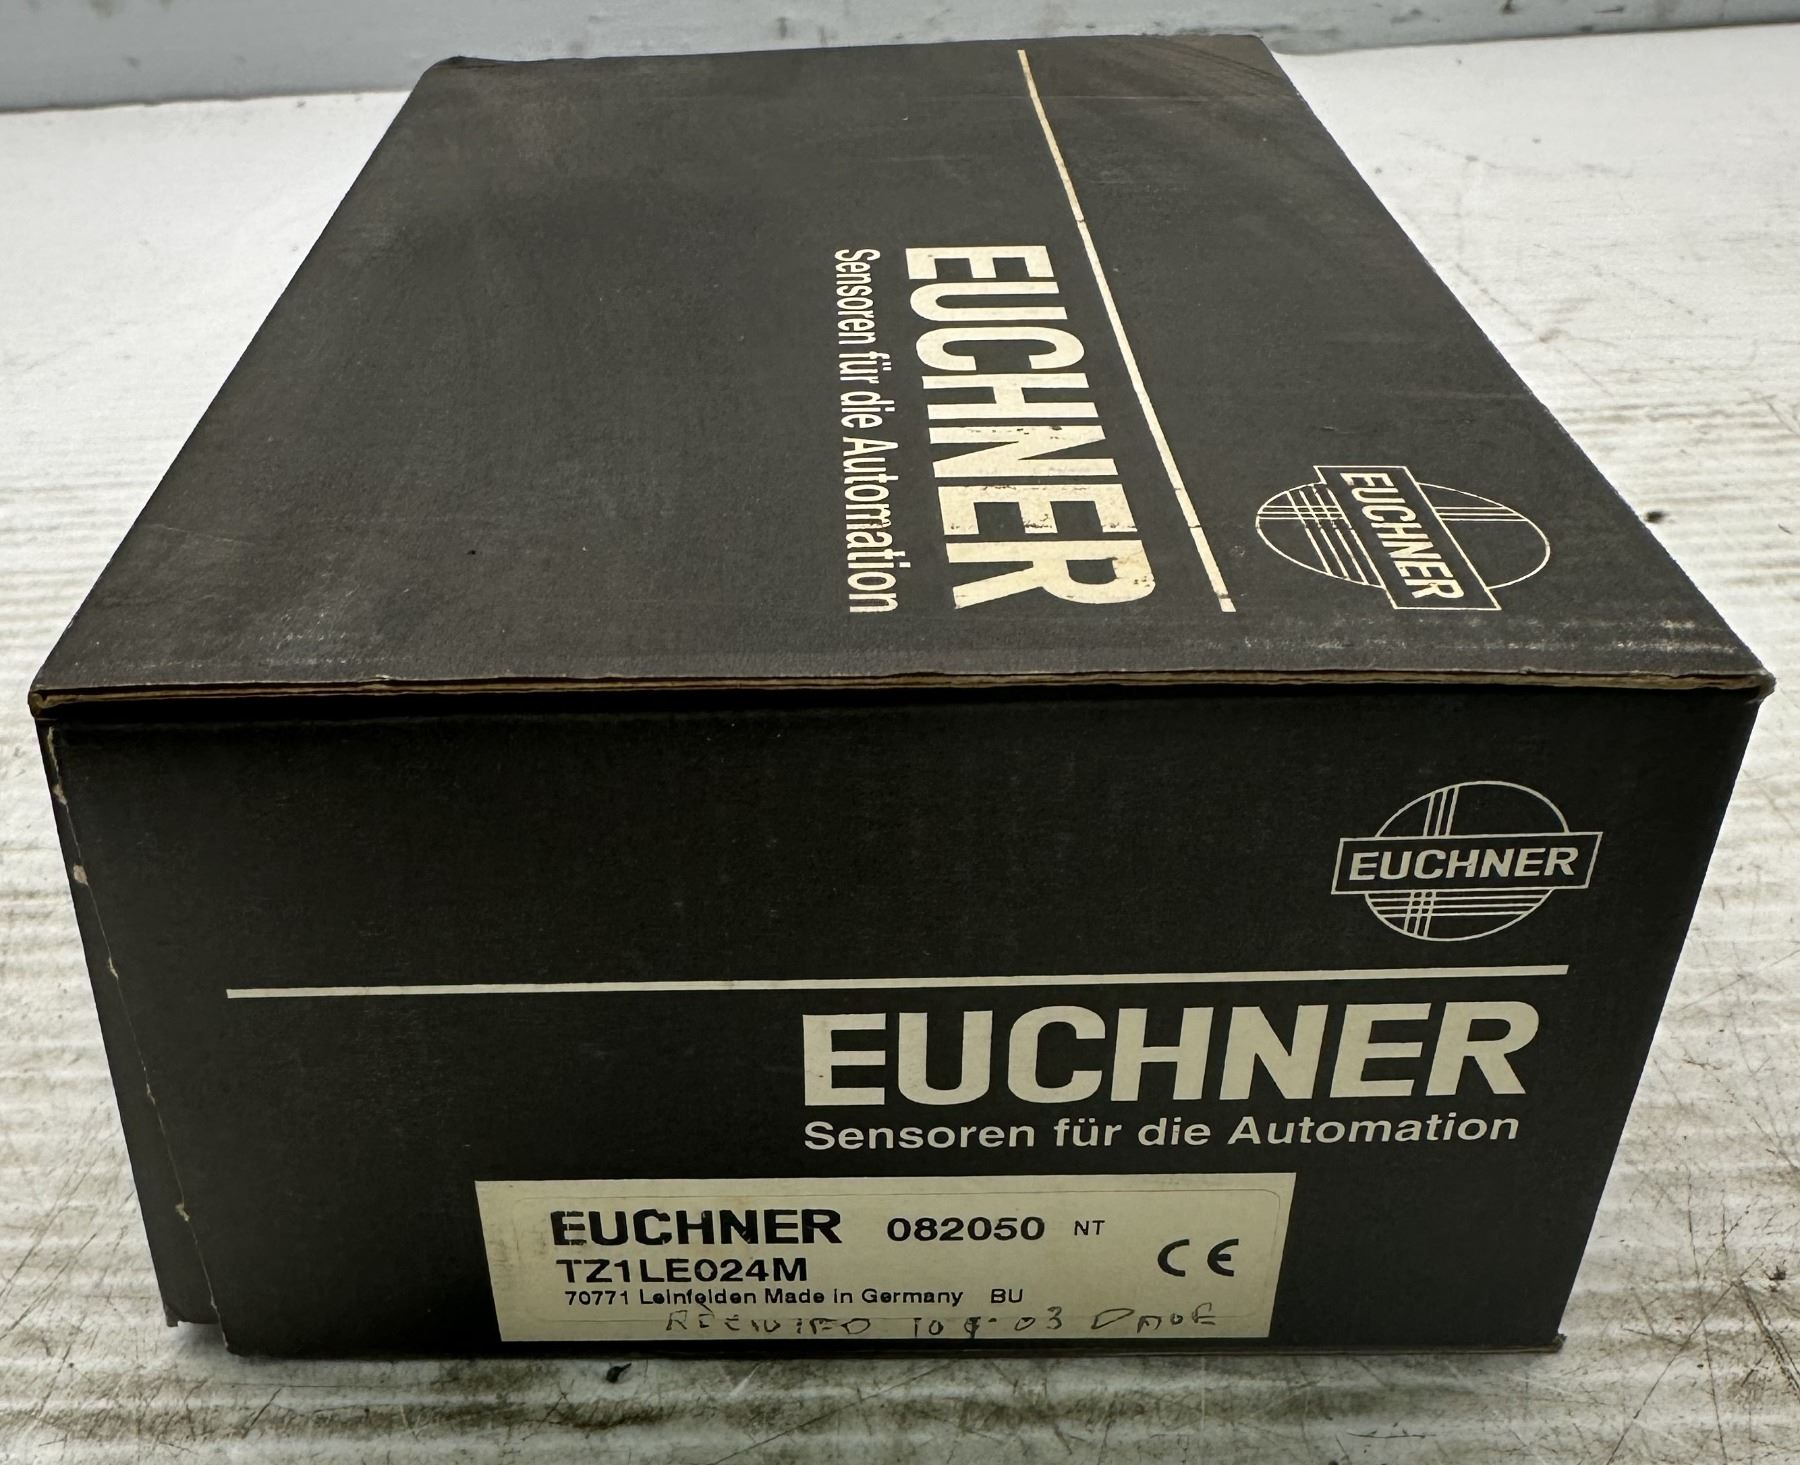 EUCHNER
EUCHNER
Sensoren für die Automation
EUCHNER
EUCHNER
Sensoren für die Automation
EUCHNER 082050 NT
TZ1LE024M
CE
70771 Leinfelden Made in Germany BU
03